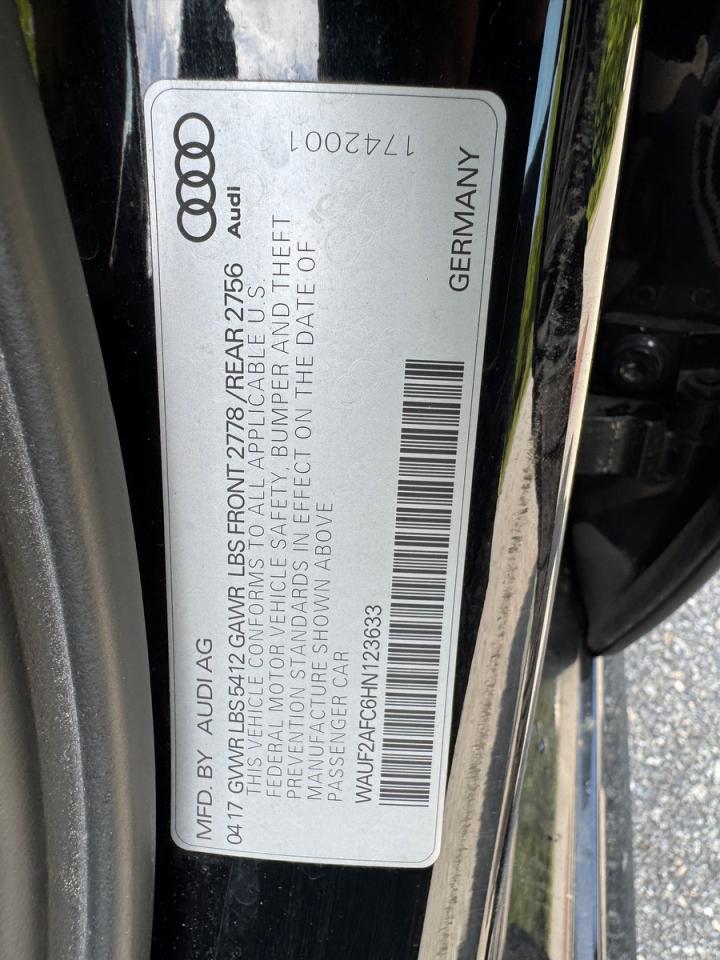 MFD. BY AUDI AG
Audi
04 17 GVWR LBS 5412 GAWR LBS FRONT 2778 /REAR 2756
THIS VEHICLE CONFORMS TO ALL APPLICABLE U.S.
FEDERAL MOTOR VEHICLE SAFETY, BUMPER AND THEFT
PREVENTION STANDARDS IN EFFECT ON THE DATE OF
MANUFACTURE SHOWN ABOVE
PASSENGER CAR
WAUF2AFC6HN123633
1742001
GERMANY